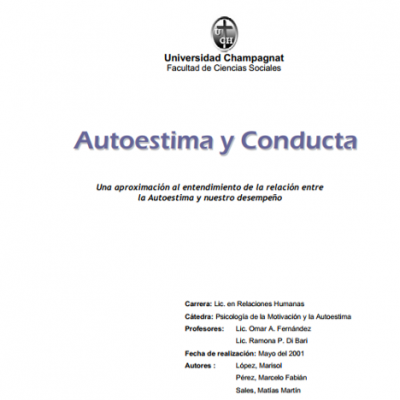 U CH
Universidad Champagnat
Facultad de Ciencias Sociales
Autoestima y Conducta
Una aproximación al entendimiento de la relación entre
la Autoestima y nuestro desempeño
Carrera: Lic. en Relaciones Humanas
Cátedra: Psicología de la Motivación y la Autoestima
Profesores: Lic. Omar A. Fernández
Lic. Ramona P. Di Bari
Fecha de realización: Mayo del 2001
Autores : López, Marisol
Pérez, Marcelo Fabián
Sales, Matías Martín